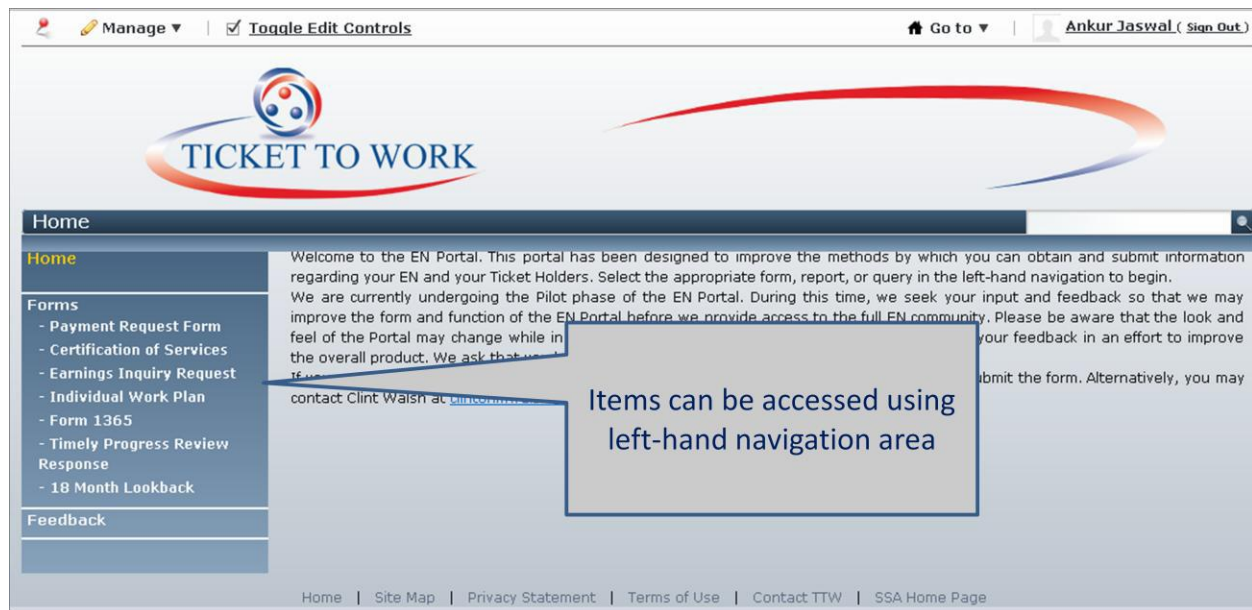 Manage ▼ | Toggle Edit Controls Go to ▼ | Ankur Jaswal ( Sign Out )
TICKET TO WORK
Home
Home
Forms
- Payment Request Form
- Certification of Services
- Earnings Inquiry Request
- Individual Work Plan
- Form 1365
- Timely Progress Review
Response
- 18 Month Lookback
Feedback
Welcome to the EN Portal. This portal has been designed to improve the methods by which you can obtain and submit information
regarding your EN and your Ticket Holders. Select the appropriate form, report, or query in the left-hand navigation to begin.
We are currently undergoing the Pilot phase of the EN Portal. During this time, we seek your input and feedback so that we may
improve the form and function of the EN Portal before we provide access to the full EN community. Please be aware that the look and
feel of the Portal may change while in your feedback in an effort to improve
the overall product. We ask that
submit the form. Alternatively, you may
contact Clint Walsh at
Items can be accessed using
left-hand navigation area
Home | Site Map | Privacy Statement | Terms of Use | Contact TTW | SSA Home Page